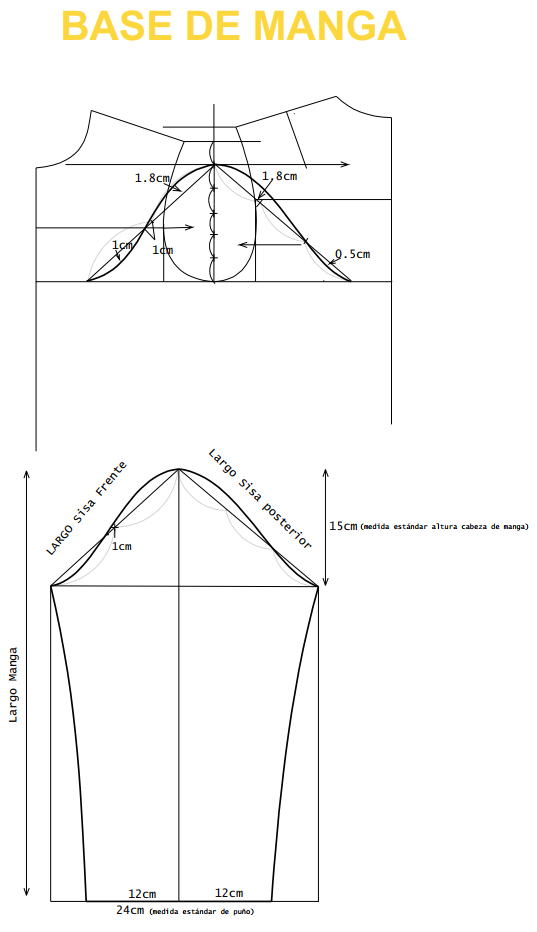 BASE DE MANGA
1.8cm
1.8cm
1cm
1cm
0.5cm
LARGO Sisa Frente
Largo Sisa posterior
15cm (medida estándar altura cabeza de manga)
1cm
Largo Manga
12cm
12cm
24cm (medida estándar de puño)